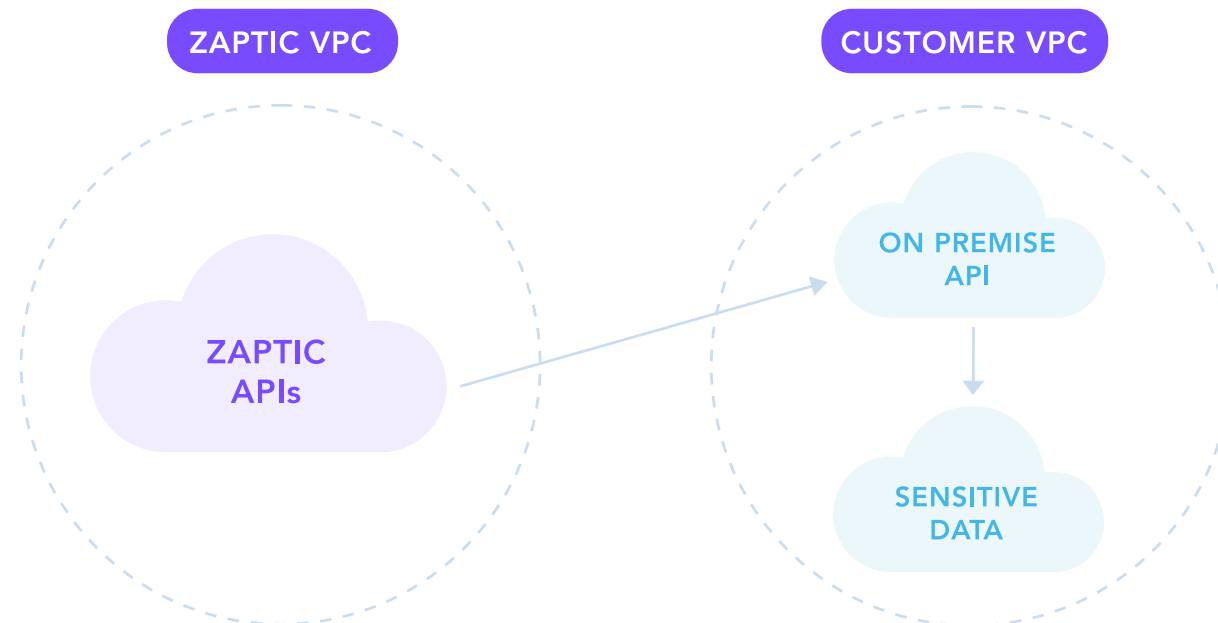 ZAPTIC VPC
CUSTOMER VPC
ZAPTIC
APIs
ON PREMISE
API
SENSITIVE
DATA